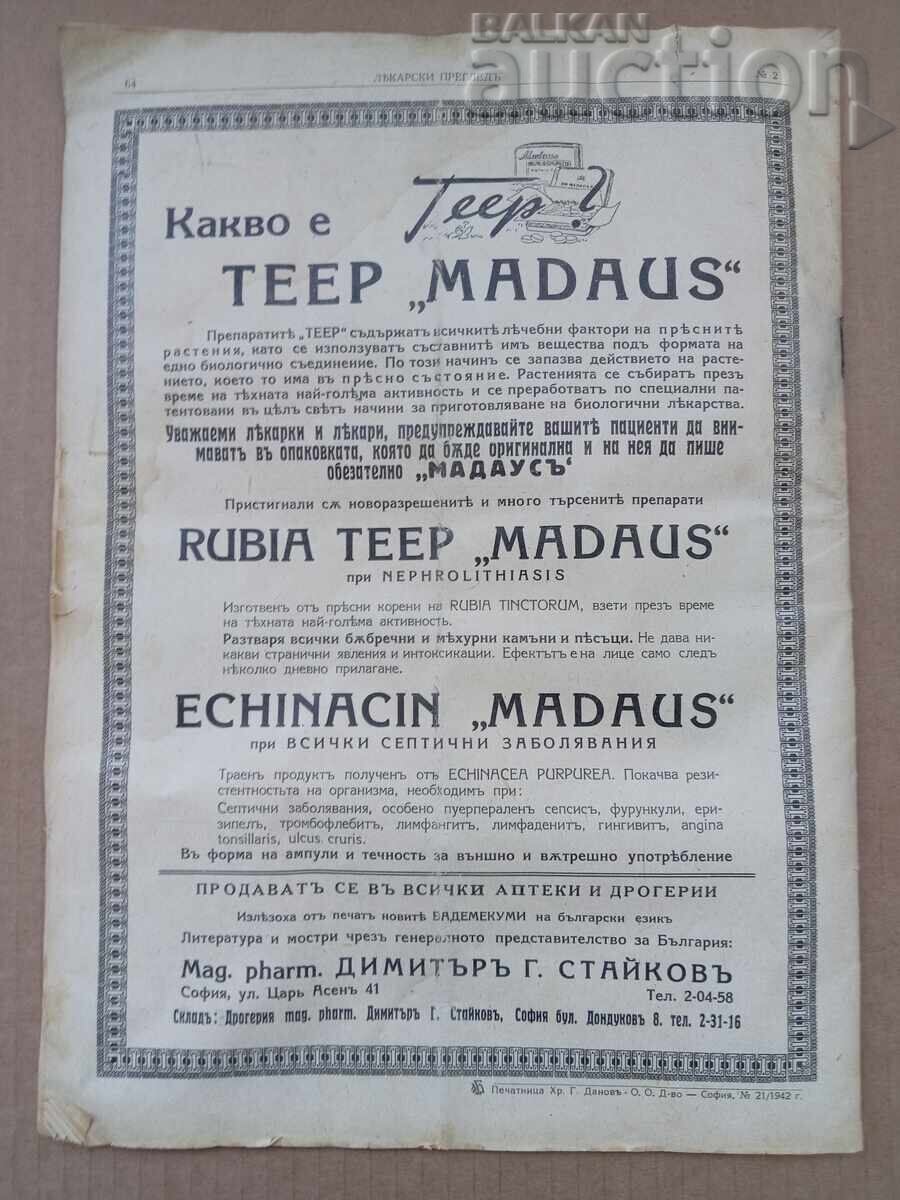 BALKAN
auction
64 ЛѢКАРСКИ ПРЕГЛЕДЪ № 2
Madaus
Какво е Теер?
ТЕЕР „MADAUS“
Препаратитѣ „ТЕЕР“ съдържатъ всичкитѣ лѣчебни фактори на прѣснитѣ
растения, като се използуватъ съставнитѣ имъ вещества подъ формата на
едно биологично съединение. По този начинъ се запазва действието на расте-
нието, което то има въ прѣсно състояние. Растенията се събиратъ презъ
време на тѣхната най-голѣма активность и се преработватъ по специални па-
тентовани въ цѣлъ свѣтъ начини за приготовляване на биологични лѣкарства.
Уважаеми лѣкарки и лѣкари, предупреждавайте вашитѣ пациенти да вни-
маватъ въ опаковката, която да бѫде оригинална и на нея да пише
обезателно „МАДАУСЪ‘
Пристигнали сѫ новоразрешенитѣ и много търсенитѣ препарати
RUBIA TEEP „MADAUS“
при NEPHROLITHIASIS
Изготвенъ отъ прѣсни корени на RUBIA TINCTORUM, взети презъ време
на тѣхната най-голѣма активность.
Разтваря всички бѫбречни и мѣхурни камъни и пѣсъци. Не дава ни-
какви странични явления и интоксикации. Ефектътъ е на лице само следъ
нѣколко дневно прилагане.
ECHINACIN „MADAUS“
при ВСИЧКИ СЕПТИЧНИ ЗАБОЛЯВАНИЯ
Траенъ продуктъ полученъ отъ ECHINACEA PURPUREA. Покачва рези-
стентностьта на организма, необходимъ при:
Септични заболявания, особено пуерпераленъ сепсисъ, фурункули, ери-
зипелъ, тромбофлебитъ, лимфангитъ, лимфаденитъ, гингивитъ, angina
tonsillaris, ulcus cruris.
Въ форма на ампули и течность за външно и вѫтрешно употрѣбление
ПРОДАВАТЪ СЕ ВЪ ВСИЧКИ АПТЕКИ И ДРОГЕРИИ
Излѣзоха отъ печатъ новитѣ ВАДЕМЕКУМИ на български езикъ
Литература и мостри чрезъ генералното представителство за България:
Mag. pharm. ДИМИТЪРЪ Г. СТАЙКОВЪ
София, ул. Царь Асенъ 41 Тел. 2-04-58
Складъ: Дрогерия mag. pharm. Димитъръ Г. Стайковъ, София бул. Дондуковъ 8. тел. 2-31-16
Печатница Хр. Г. Дановъ - О. О. Д-во — София, № 21/1942 г.